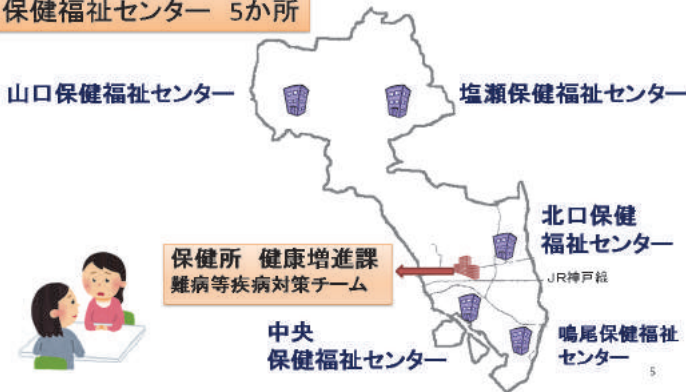 保健福祉センター 5か所
山口保健福祉センター
塩瀬保健福祉センター
北口保健
福祉センター
保健所 健康増進課
難病等疾病対策チーム
JR神戸線
中央
保健福祉センター
鳴尾保健福祉
センター
5